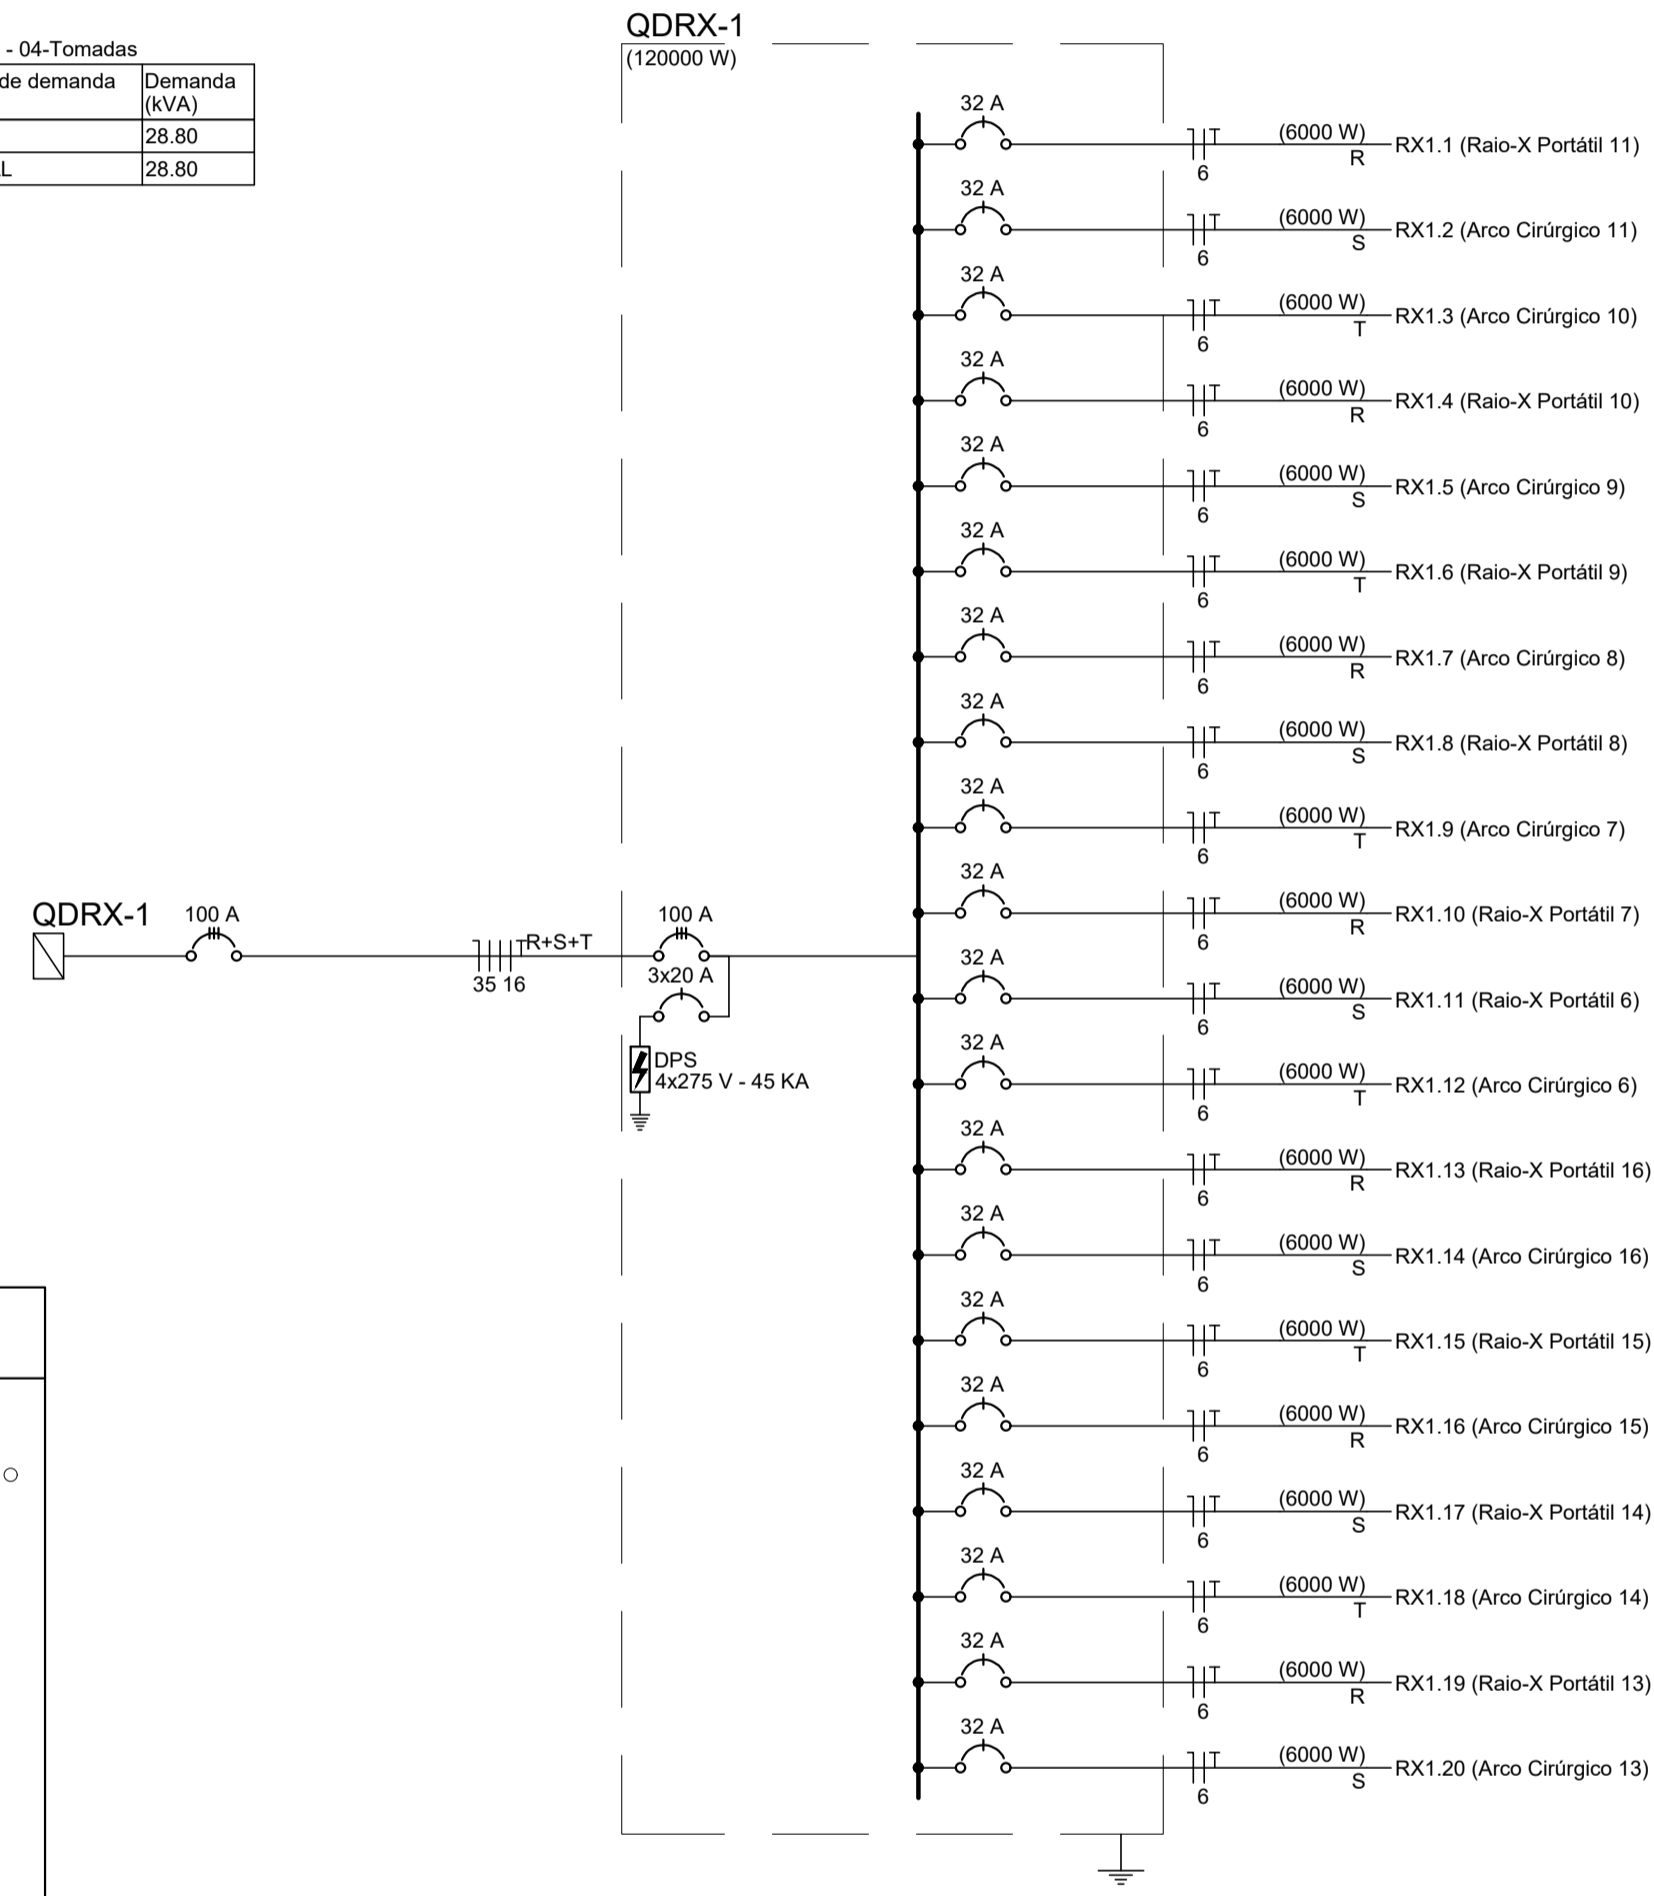 - 04-Tomadas
de demanda Demanda
(kVA)
28.80
28.80
QDRX-1
(120000 W)
32 A
(6000 W)
R
6
RX1.1 (Raio-X Portátil 11)
32 A
(6000 W)
S
6
RX1.2 (Arco Cirúrgico 11)
32 A
(6000 W)
T
6
RX1.3 (Arco Cirúrgico 10)
32 A
(6000 W)
R
6
RX1.4 (Raio-X Portátil 10)
32 A
(6000 W)
S
6
RX1.5 (Arco Cirúrgico 9)
32 A
(6000 W)
T
6
RX1.6 (Raio-X Portátil 9)
32 A
(6000 W)
R
6
RX1.7 (Arco Cirúrgico 8)
32 A
(6000 W)
S
6
RX1.8 (Raio-X Portátil 8)
32 A
(6000 W)
T
6
RX1.9 (Arco Cirúrgico 7)
32 A
(6000 W)
R
6
RX1.10 (Raio-X Portátil 7)
QDRX-1
100 A
35 16
R+S+T
100 A
3x20 A
DPS
4x275 V - 45 KA
32 A
(6000 W)
S
6
RX1.11 (Raio-X Portátil 6)
32 A
(6000 W)
T
6
RX1.12 (Arco Cirúrgico 6)
32 A
(6000 W)
R
6
RX1.13 (Raio-X Portátil 16)
32 A
(6000 W)
S
6
RX1.14 (Arco Cirúrgico 16)
32 A
(6000 W)
T
6
RX1.15 (Raio-X Portátil 15)
32 A
(6000 W)
R
6
RX1.16 (Arco Cirúrgico 15)
32 A
(6000 W)
S
6
RX1.17 (Raio-X Portátil 14)
32 A
(6000 W)
T
6
RX1.18 (Arco Cirúrgico 14)
32 A
(6000 W)
R
6
RX1.19 (Raio-X Portátil 13)
32 A
(6000 W)
S
6
RX1.20 (Arco Cirúrgico 13)